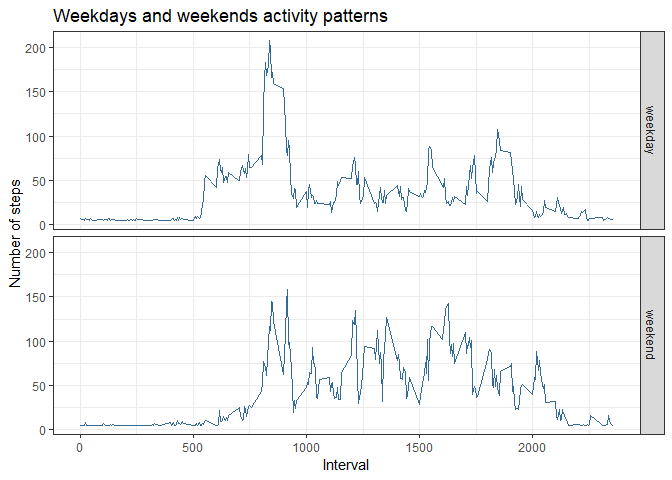 Weekdays and weekends activity patterns
Number of steps
200
150
100
50
0
weekday
200
150
100
50
0
weekend
0 500 1000 1500 2000
Interval